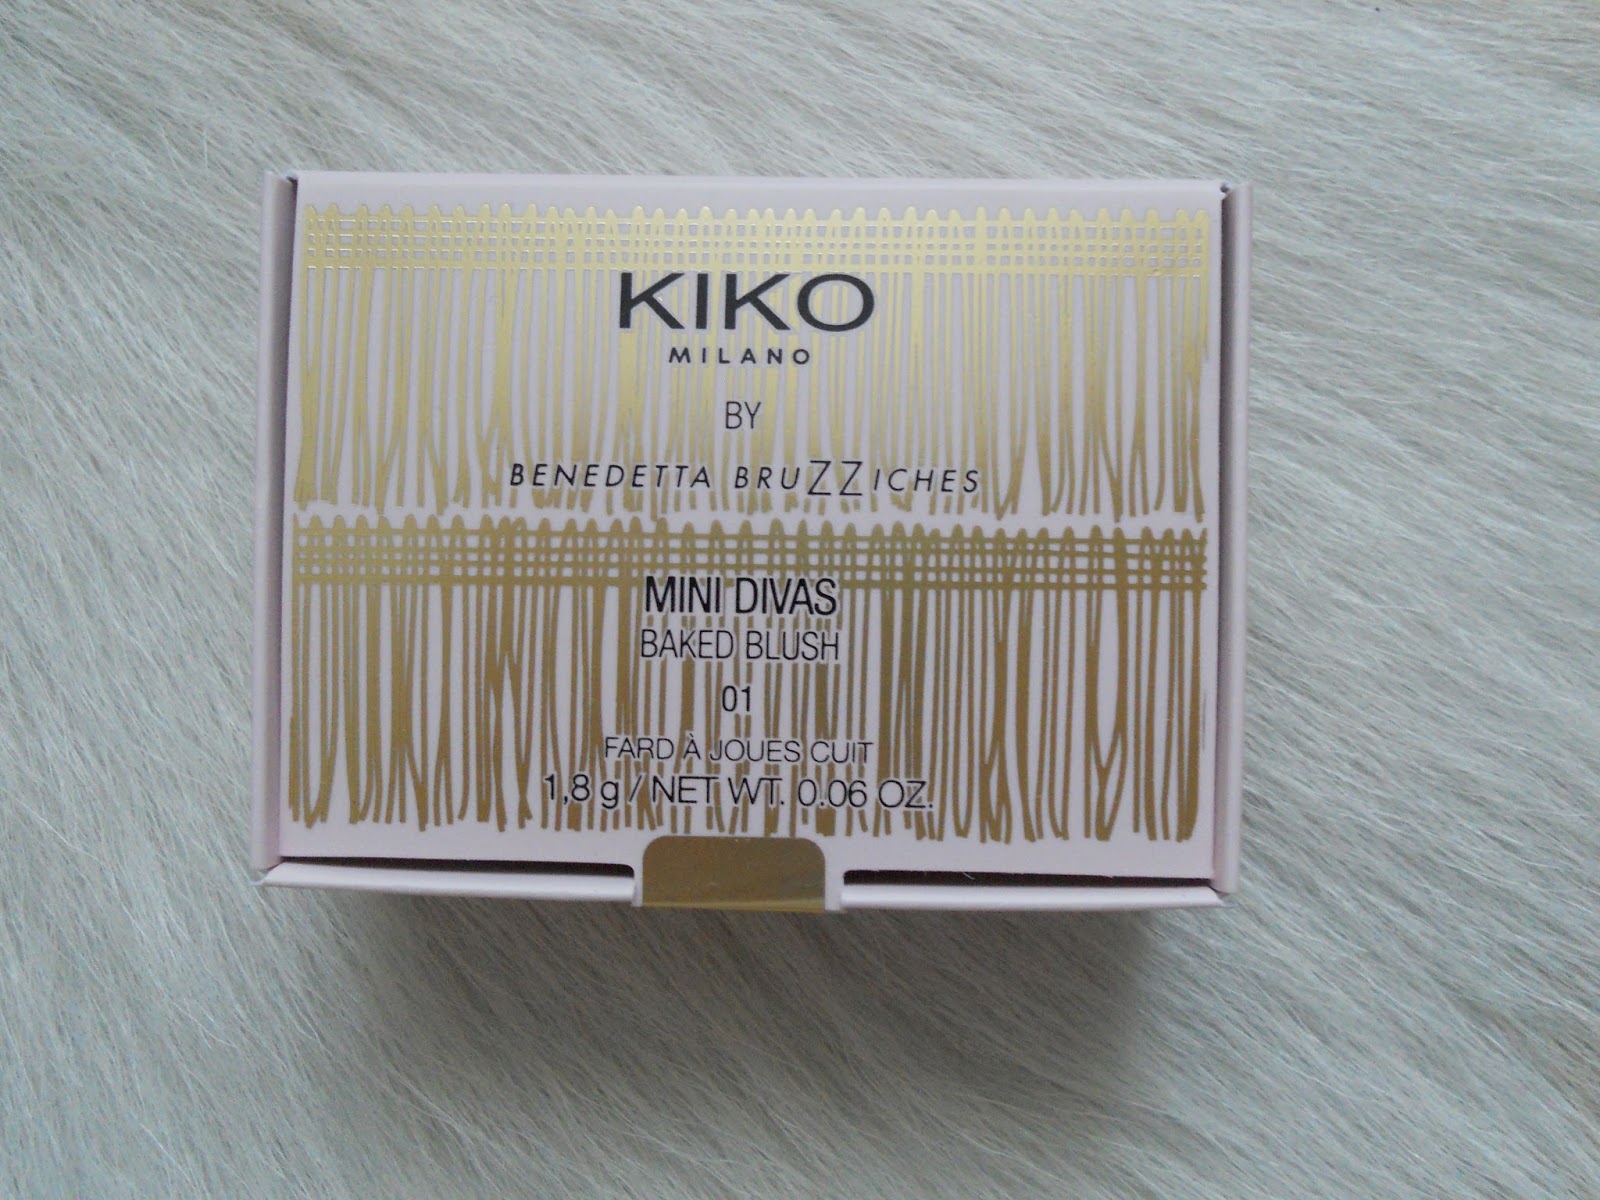 KIKO
MILANO
BY
BENEDETTA BRUZZICHES
MINI DIVAS
BAKED BLUSH
01
FARD À JOUES CUIT
1,8 g / NET WT. 0.06 OZ.